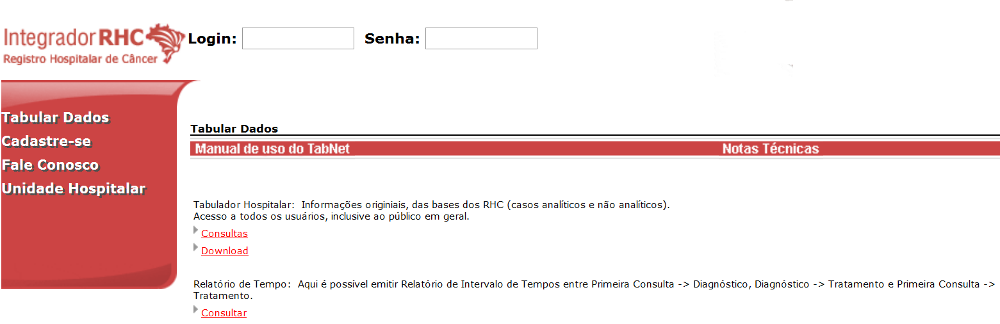 Integrador RHC
Registro Hospitalar de Câncer
Login:
Senha:
Tabular Dados
Cadastre-se
Fale Conosco
Unidade Hospitalar
Tabular Dados
Manual de uso do TabNet
Notas Técnicas
Tabulador Hospitalar: Informações originiais, das bases dos RHC (casos analíticos e não analíticos).
Acesso a todos os usuários, inclusive ao público em geral.
Consultas
Download
Relatório de Tempo: Aqui é possível emitir Relatório de Intervalo de Tempos entre Primeira Consulta -> Diagnóstico, Diagnóstico -> Tratamento e Primeira Consulta ->
Tratamento.
Consultar